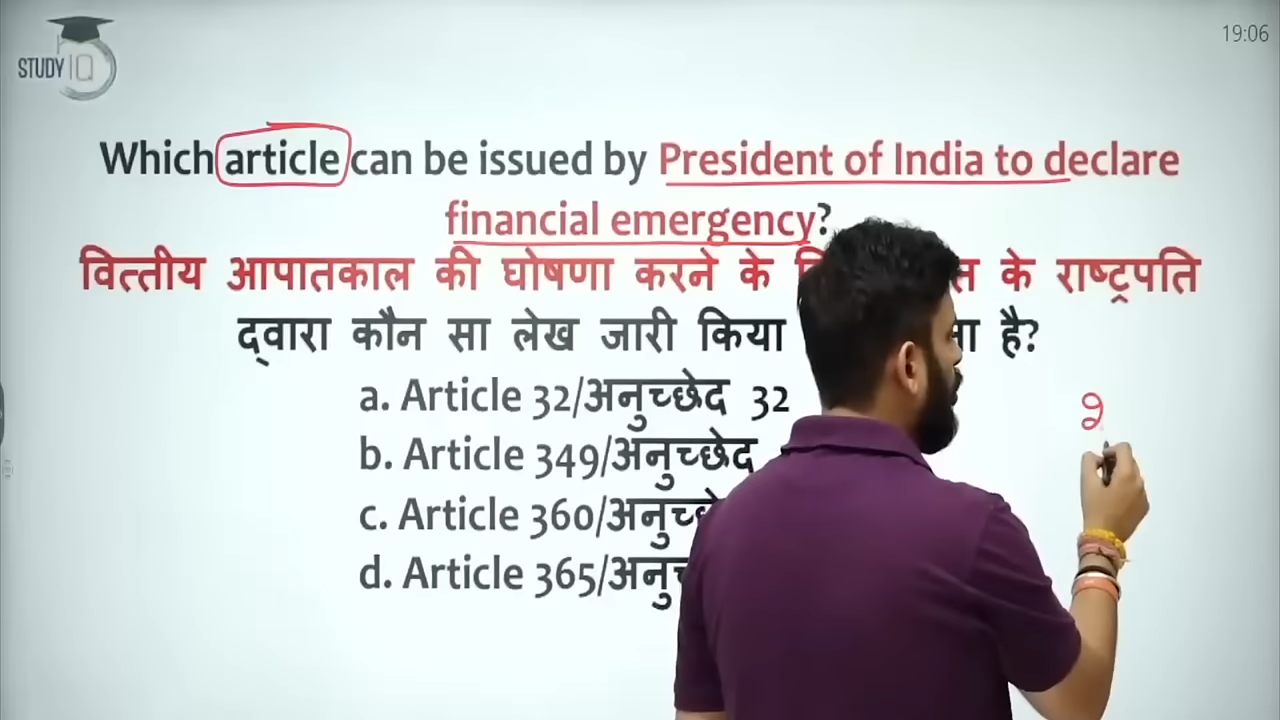 STUDY IQ
19:06
Which article can be issued by President of India to declare
financial emergency?
वित्तीय आपातकाल की घोषणा करने के के राष्ट्रपति
द्वारा कौन सा लेख जारी किया है?
a. Article 32/अनुच्छेद 32
b. Article 349/अनुच्छेद
c. Article 360/
d. Article 365/